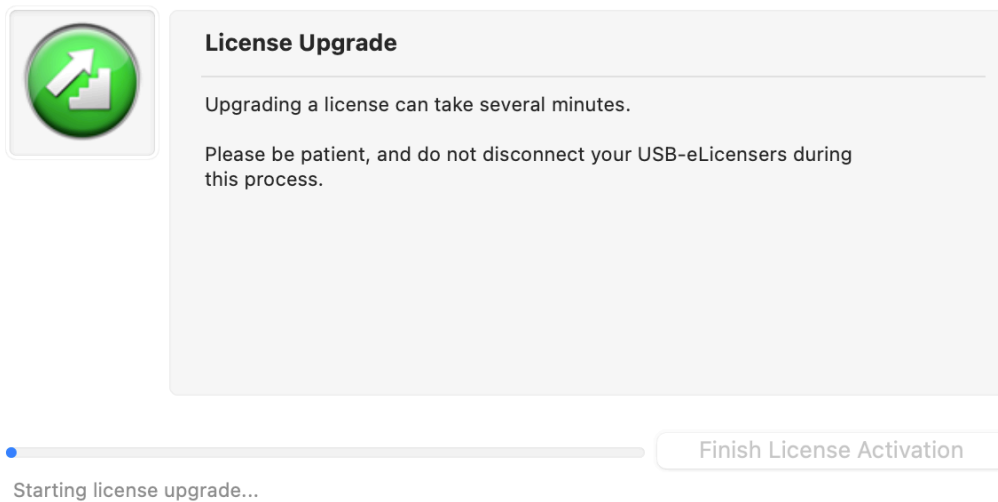 License Upgrade
Upgrading a license can take several minutes.
Please be patient, and do not disconnect your USB-eLicensers during
this process.
Finish License Activation
Starting license upgrade...